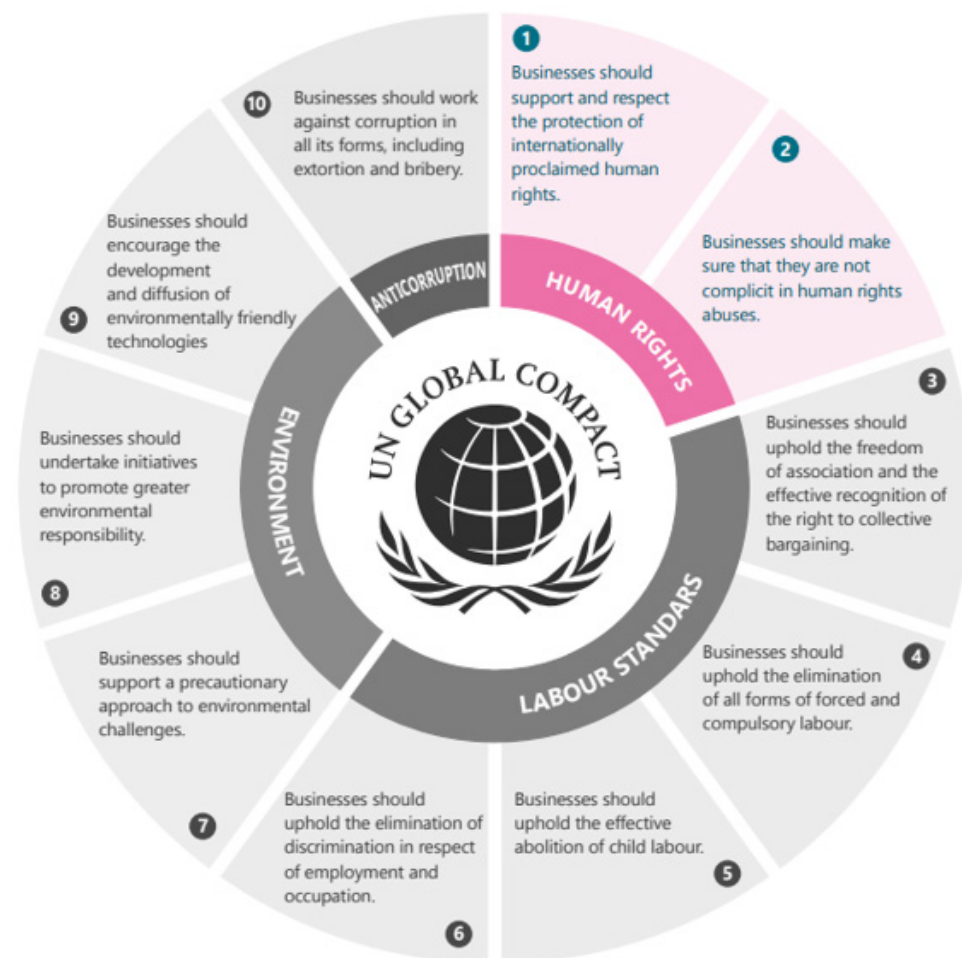 UN GLOBAL COMPACT
HUMAN RIGHTS
1
Businesses should
support and respect
the protection of
internationally
proclaimed human
rights.
2
Businesses should make
sure that they are not
complicit in human rights
abuses.
LABOUR STANDARS
3
Businesses should
uphold the freedom
of association and the
effective recognition of
the right to collective
bargaining.
4
Businesses should
uphold the elimination
of all forms of forced and
compulsory labour.
5
Businesses should
uphold the effective
abolition of child labour.
6
Businesses should
uphold the elimination of
discrimination in respect
of employment and
occupation.
ENVIRONMENT
7
Businesses should
support a precautionary
approach to environmental
challenges.
8
Businesses should
undertake initiatives
to promote greater
environmental
responsibility.
9
Businesses should
encourage the
development
and diffusion of
environmentally friendly
technologies
ANTICORRUPTION
10
Businesses should work
against corruption in
all its forms, including
extortion and bribery.